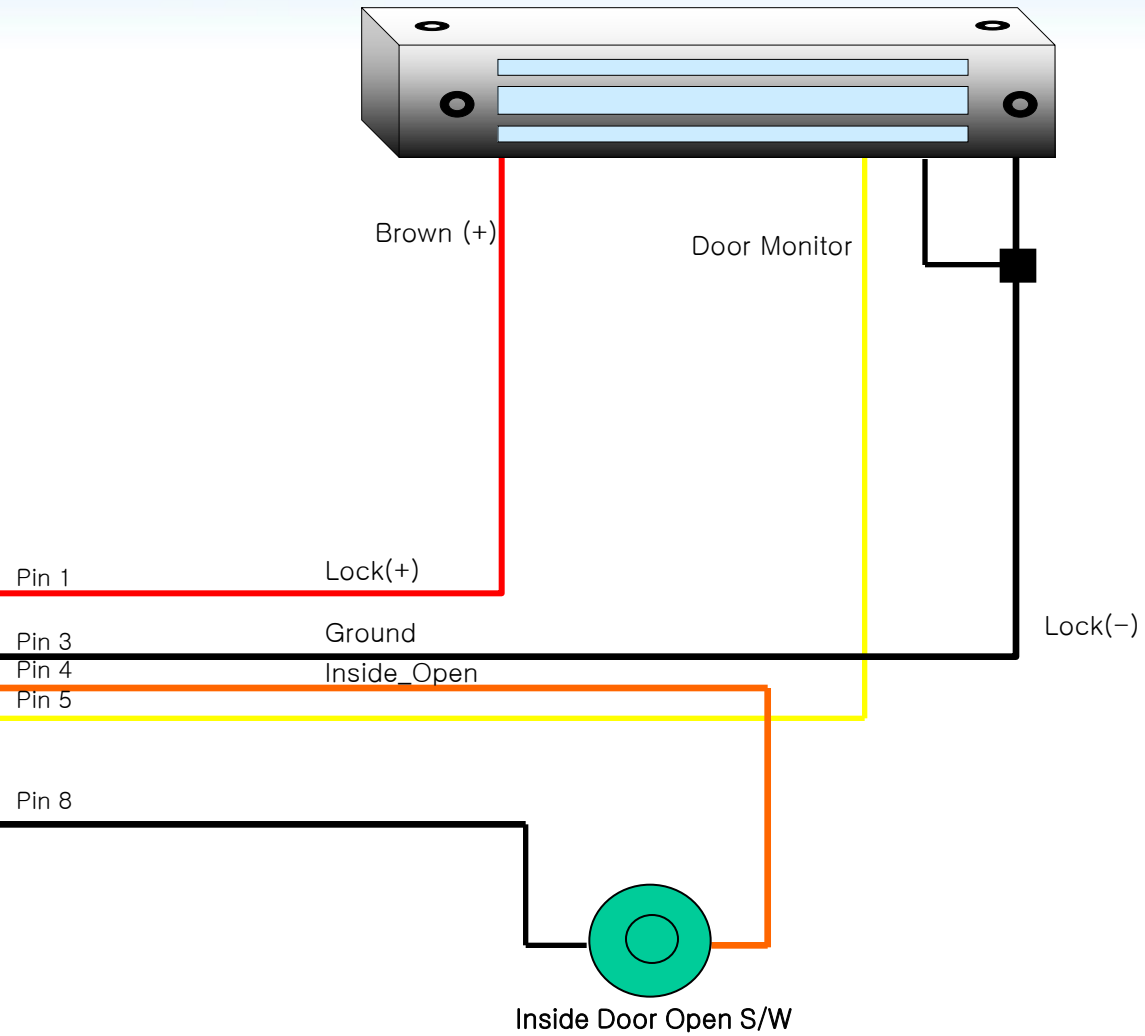 Brown (+)
Door Monitor
Pin 1
Lock(+)
Pin 3
Ground
Lock(-)
Pin 4
Inside_Open
Pin 5
Pin 8
Inside Door Open S/W